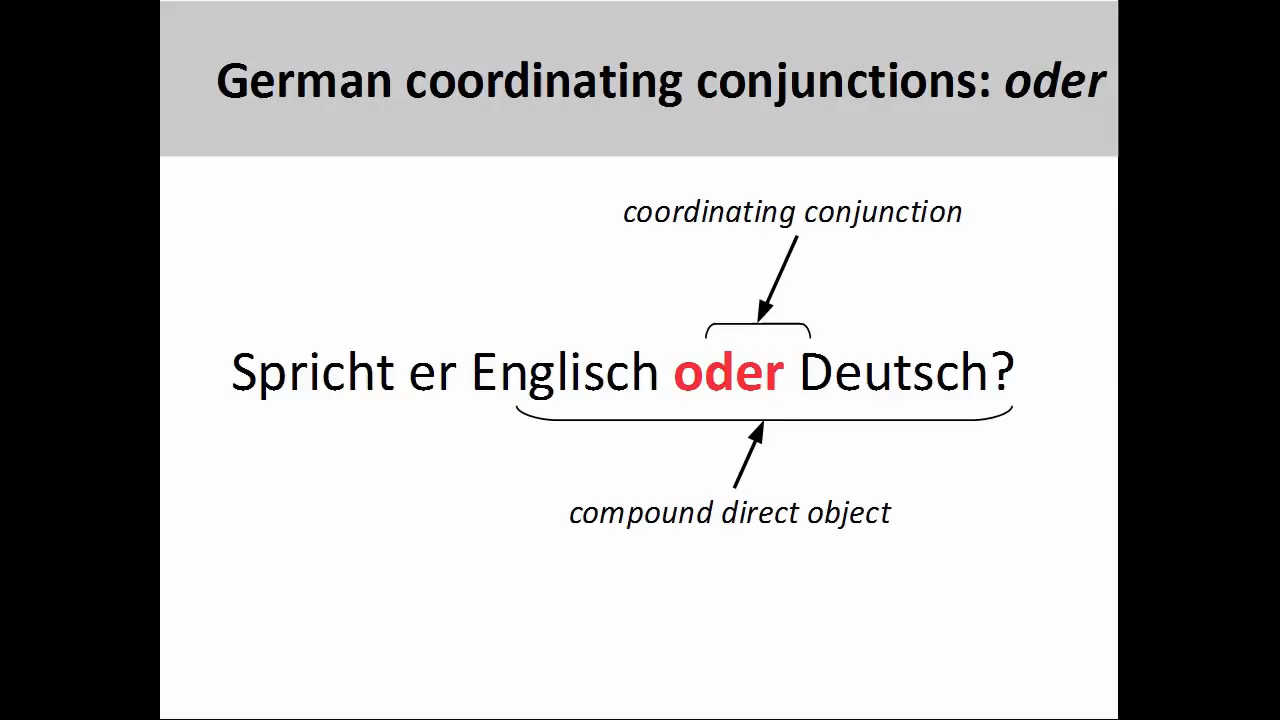 German coordinating conjunctions: oder
coordinating conjunction
Spricht er Englisch oder Deutsch?
compound direct object